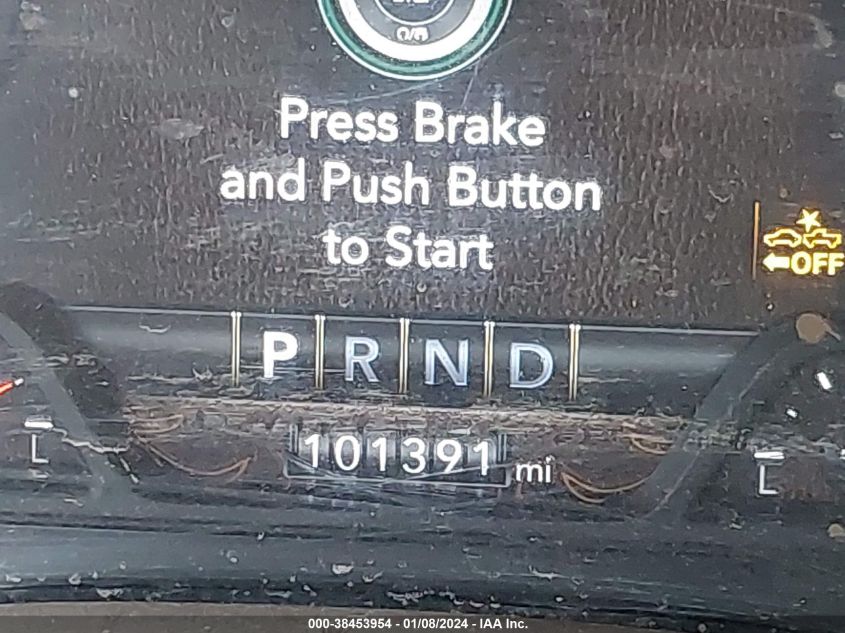 Press Brake
and Push Button
to Start
OFF
P R N D
101391 mi
L L
000-38453954 - 01/08/2024 - IAA Inc.